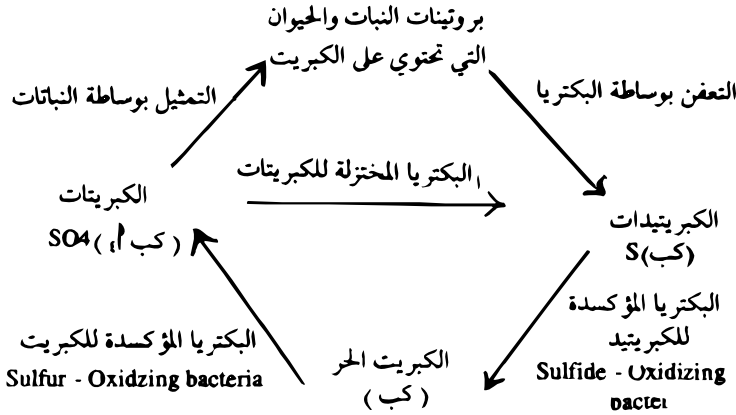 بروتينات النبات والحيوان
التي تحتوي على الكبريت
التعفن بوساطة البكتريا
التمثيل بوساطة النباتات
البكتريا المختزلة للكبريتات
الكبريتات
SO4 (كب أ٤)
الكبريتيدات
S(كب)
البكتريا المؤكسدة
للكبريتيد
Sulfide - Oxidizing
البكتريا المؤكسدة للكبريت
Sulfur - Oxidzing bacteria
الكبريت الحر
(كب)